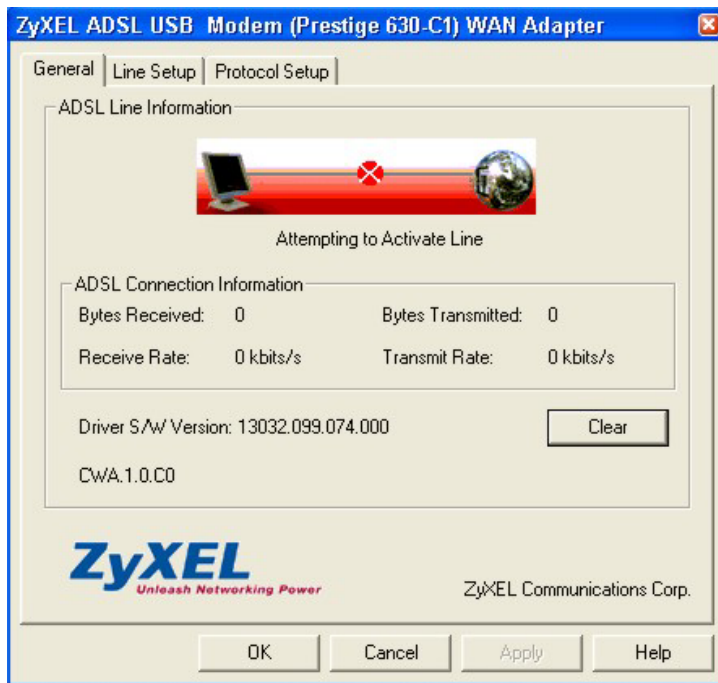 ZyXEL ADSL USB Modem (Prestige 630-C1) WAN Adapter
General Line Setup Protocol Setup
ADSL Line Information
Attempting to Activate Line
ADSL Connection Information
Bytes Received: 0 Bytes Transmitted: 0
Receive Rate: 0 kbits/s Transmit Rate: 0 kbits/s
Driver S/W Version: 13032.099.074.000 Clear
CWA.1.0.C0
ZyXEL
Unleash Networking Power
ZyXEL Communications Corp.
OK Cancel Apply Help